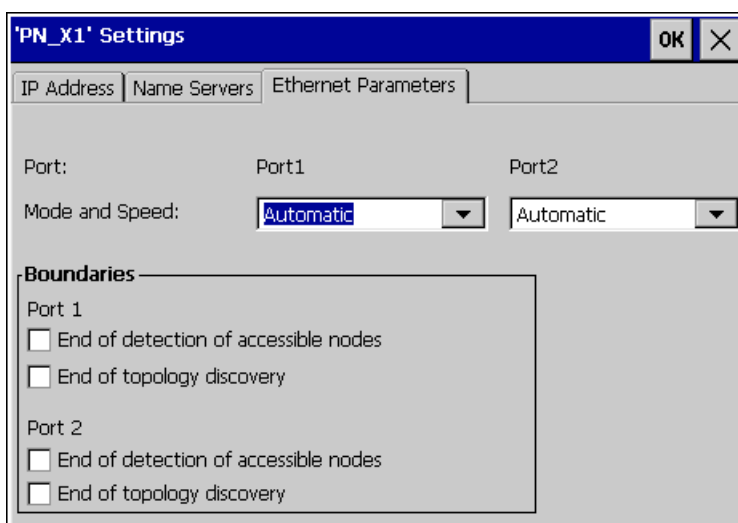 'PN_X1' Settings OK
IP Address Name Servers Ethernet Parameters
Port: Port1 Port2
Mode and Speed: Automatic Automatic
Boundaries
Port 1
End of detection of accessible nodes
End of topology discovery
Port 2
End of detection of accessible nodes
End of topology discovery